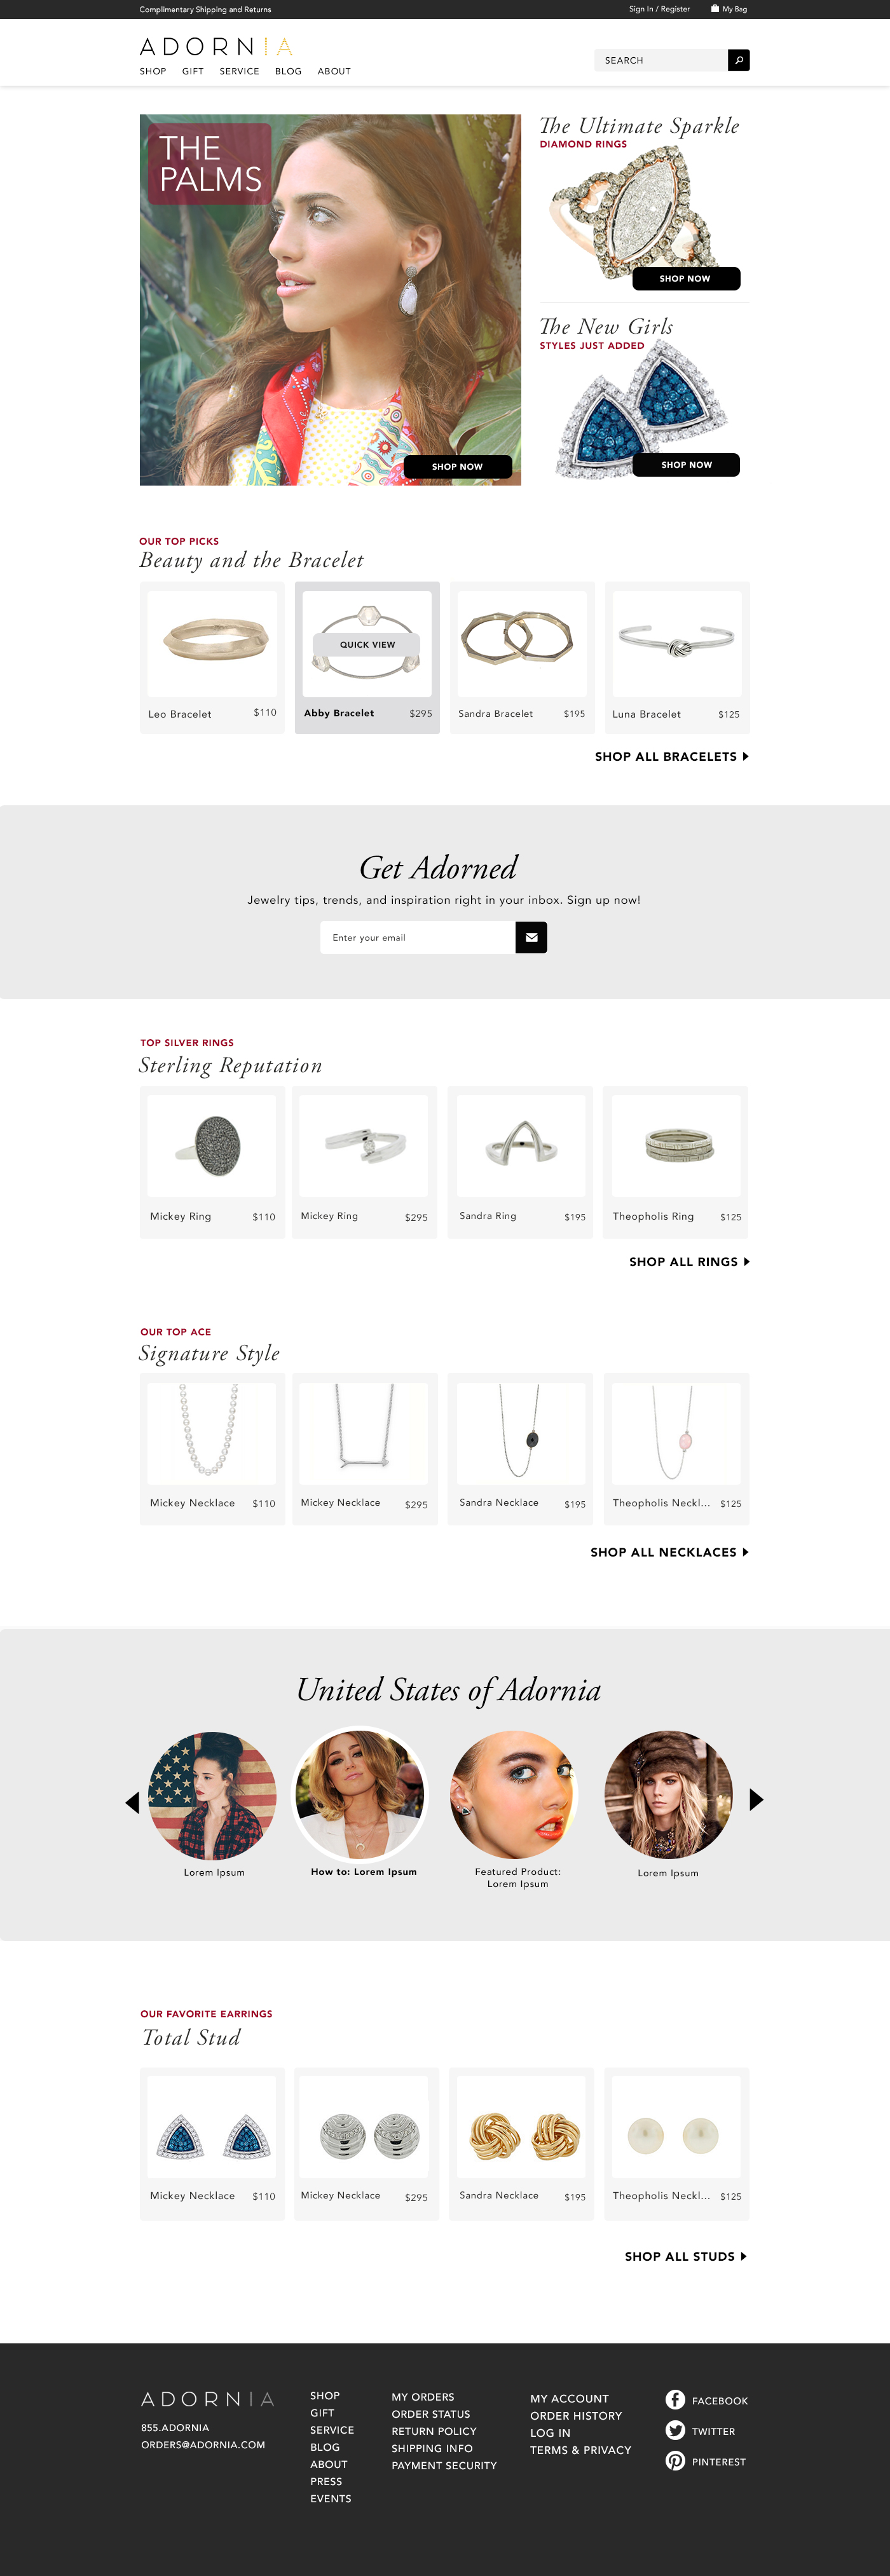 Complimentary Shipping and Returns
Sign In / Register
My Bag
ADORNIA
SHOP GIFT SERVICE BLOG ABOUT
SEARCH
THE
PALMS
SHOP NOW
The Ultimate Sparkle
DIAMOND RINGS
SHOP NOW
The New Girls
STYLES JUST ADDED
SHOP NOW
OUR TOP PICKS
Beauty and the Bracelet
QUICK VIEW
Leo Bracelet $110
Abby Bracelet $295
Sandra Bracelet $195
Luna Bracelet $125
SHOP ALL BRACELETS
Get Adorned
Jewelry tips, trends, and inspiration right in your inbox. Sign up now!
Enter your email
TOP SILVER RINGS
Sterling Reputation
Mickey Ring $110
Mickey Ring $295
Sandra Ring $195
Theopholis Ring $125
SHOP ALL RINGS
OUR TOP ACE
Signature Style
Mickey Necklace $110
Mickey Necklace $295
Sandra Necklace $195
Theopholis Neckl... $125
SHOP ALL NECKLACES
United States of Adornia
Lorem Ipsum
How to: Lorem Ipsum
Featured Product:
Lorem Ipsum
Lorem Ipsum
OUR FAVORITE EARRINGS
Total Stud
Mickey Necklace $110
Mickey Necklace $295
Sandra Necklace $195
Theopholis Neckl... $125
SHOP ALL STUDS
ADORNIA
855.ADORNIA
ORDERS@ADORNIA.COM
SHOP
GIFT
SERVICE
BLOG
ABOUT
PRESS
EVENTS
MY ORDERS
ORDER STATUS
RETURN POLICY
SHIPPING INFO
PAYMENT SECURITY
MY ACCOUNT
ORDER HISTORY
LOG IN
TERMS & PRIVACY
FACEBOOK
TWITTER
PINTEREST